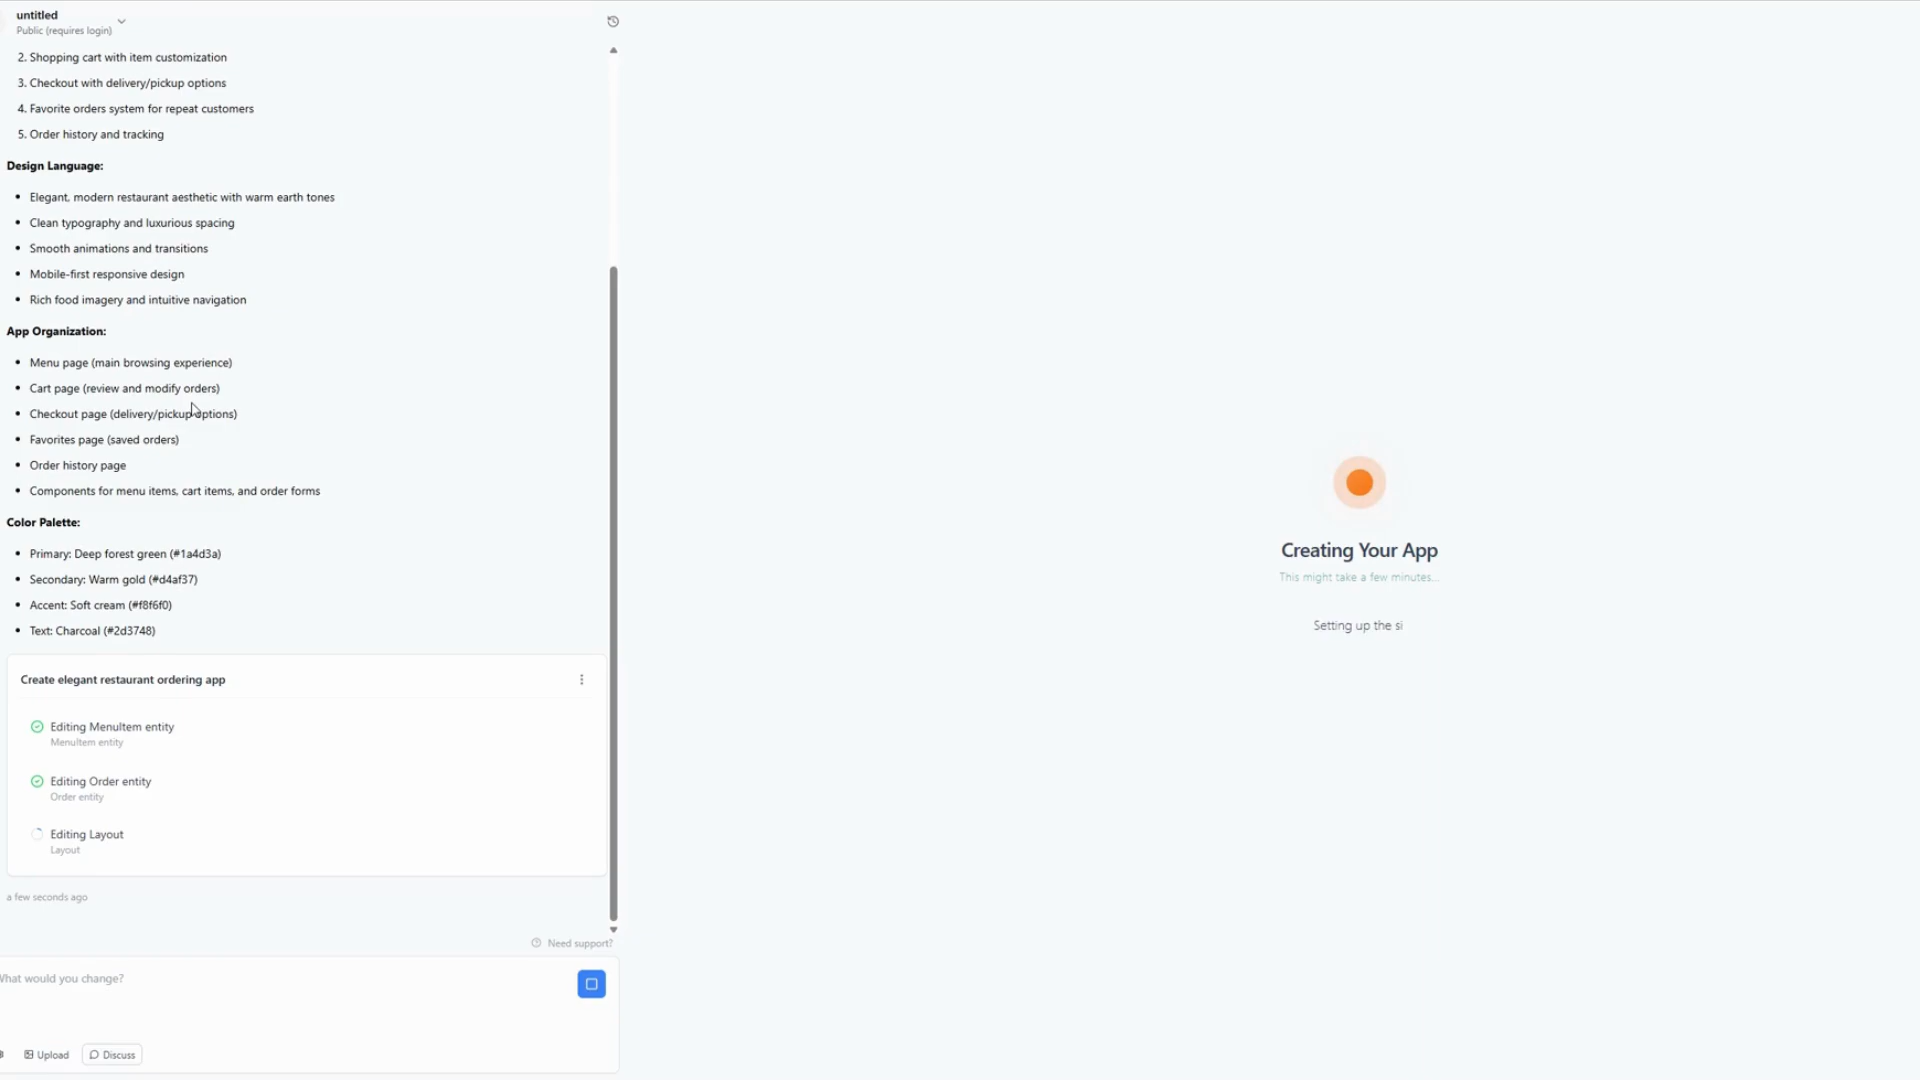 untitled
Public (requires login)
2. Shopping cart with item customization
3. Checkout with delivery/pickup options
4. Favorite orders system for repeat customers
5. Order history and tracking
Design Language:
• Elegant, modern restaurant aesthetic with warm earth tones
• Clean typography and luxurious spacing
• Smooth animations and transitions
• Mobile-first responsive design
• Rich food imagery and intuitive navigation
App Organization:
• Menu page (main browsing experience)
• Cart page (review and modify orders)
• Checkout page (delivery/pickup options)
• Favorites page (saved orders)
• Order history page
• Components for menu items, cart items, and order forms
Color Palette:
• Primary: Deep forest green (#1a4d3a)
• Secondary: Warm gold (#d4af37)
• Accent: Soft cream (#f8f6f0)
• Text: Charcoal (#2d3748)
Create elegant restaurant ordering app
Editing MenuItem entity
MenuItem entity
Editing Order entity
Order entity
Editing Layout
Layout
a few seconds ago
Need support?
What would you change?
Upload
Discuss
Creating Your App
This might take a few minutes...
Setting up the si